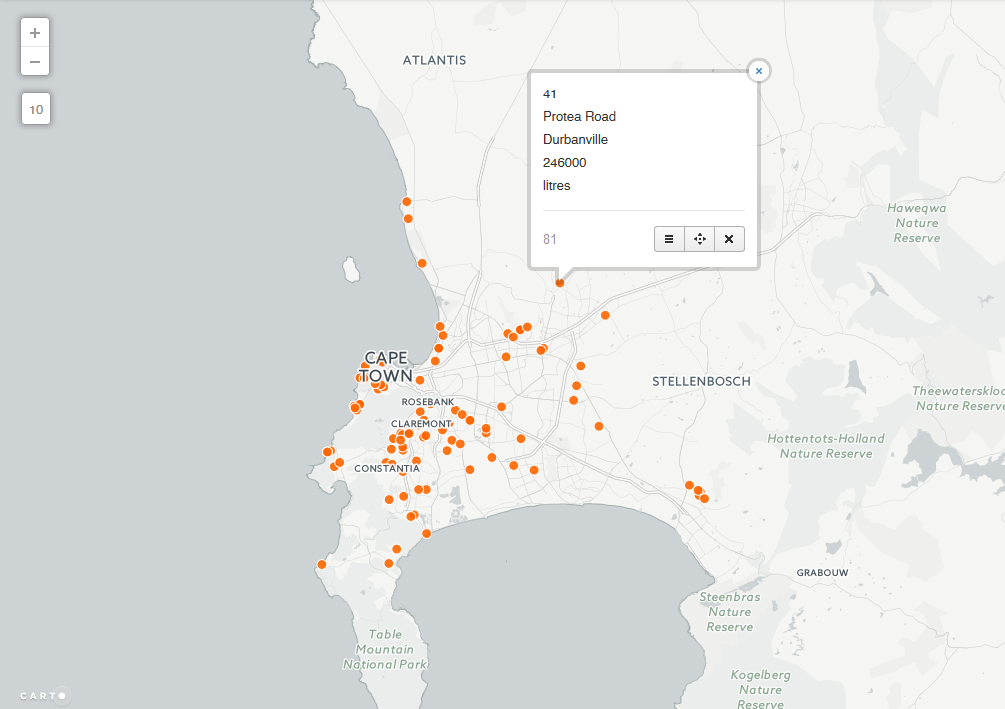 +
−
10
ATLANTIS
×
41
Protea Road
Durbanville
246000
litres
81
Haweqwa
Nature
Reserve
CAPE
TOWN
STELLENBOSCH
ROSEBANK
CLAREMONT
CONSTANTIA
Theewaterskloo
Nature Reserve
Hottentots-Holland
Nature Reserve
GRABOUW
Steenbras
Nature
Reserve
Table
Mountain
National Park
Kogelberg
Nature
Reserve
CARTO